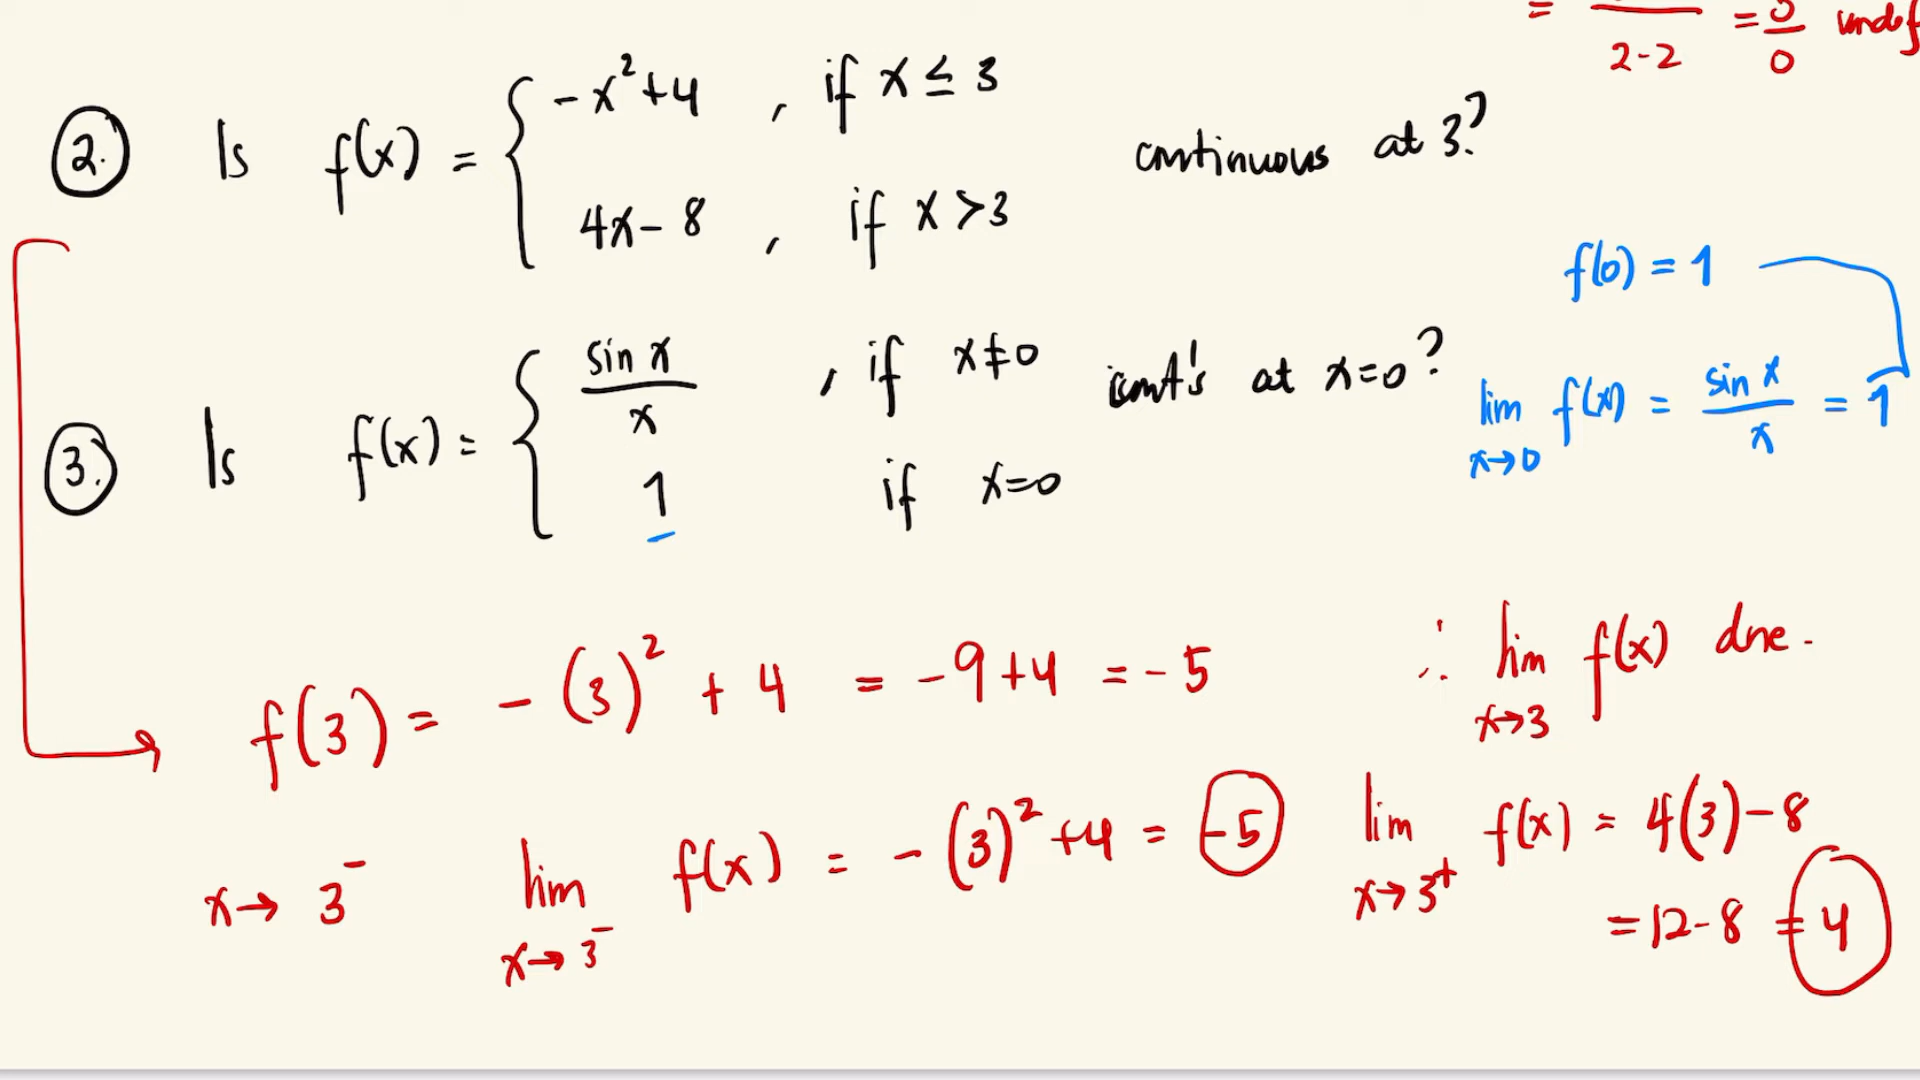 = 2-2 = 0/0
② Is f(x) = { -x²+4 , if x ≤ 3
4x-8 , if x >3
continuous at 3?
f(0) = 1
③ Is f(x) = { sin x / x , if x≠0
1 if x=0
cont's at x=0?
lim x→0 f(x) = sin x / x = 1
f(3) = -(3)² + 4 = -9+4 = -5
∴ lim x→3 f(x) dne.
x→ 3⁻ lim x→3⁻ f(x) = -(3)²+4 = -5
lim x→3⁺ f(x) = 4(3)-8
=12-8 = 4